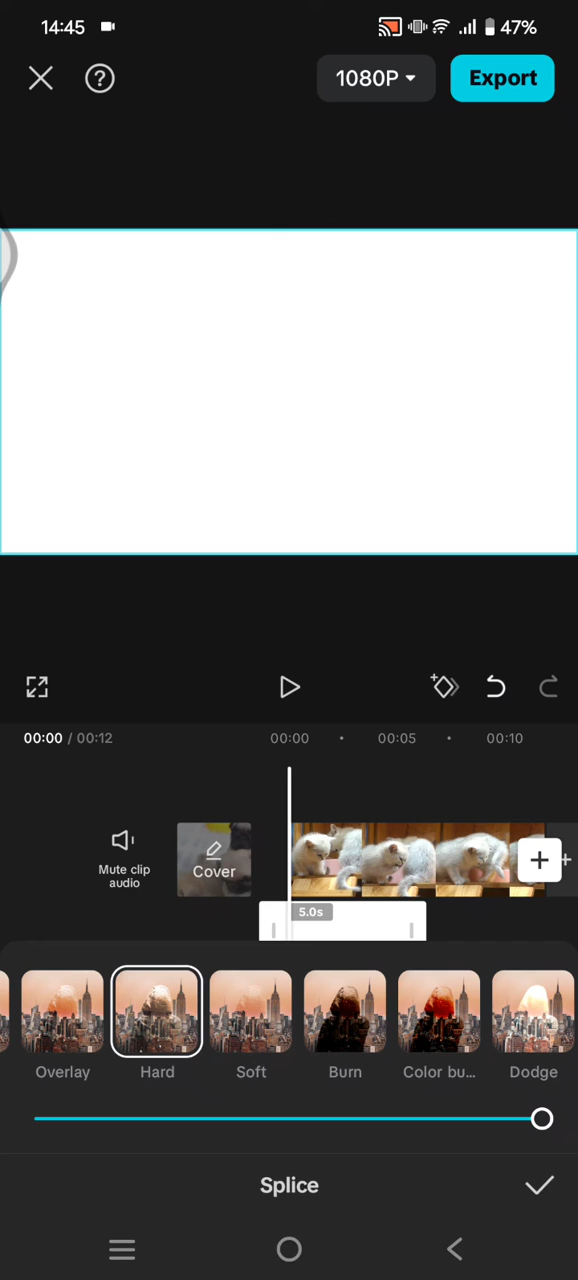 14:45 47%
1080P Export
00:00 / 00:12 00:00 00:05 00:10
Mute clip
audio
Cover
5.0s
Overlay Hard Soft Burn Color bu... Dodge
Splice